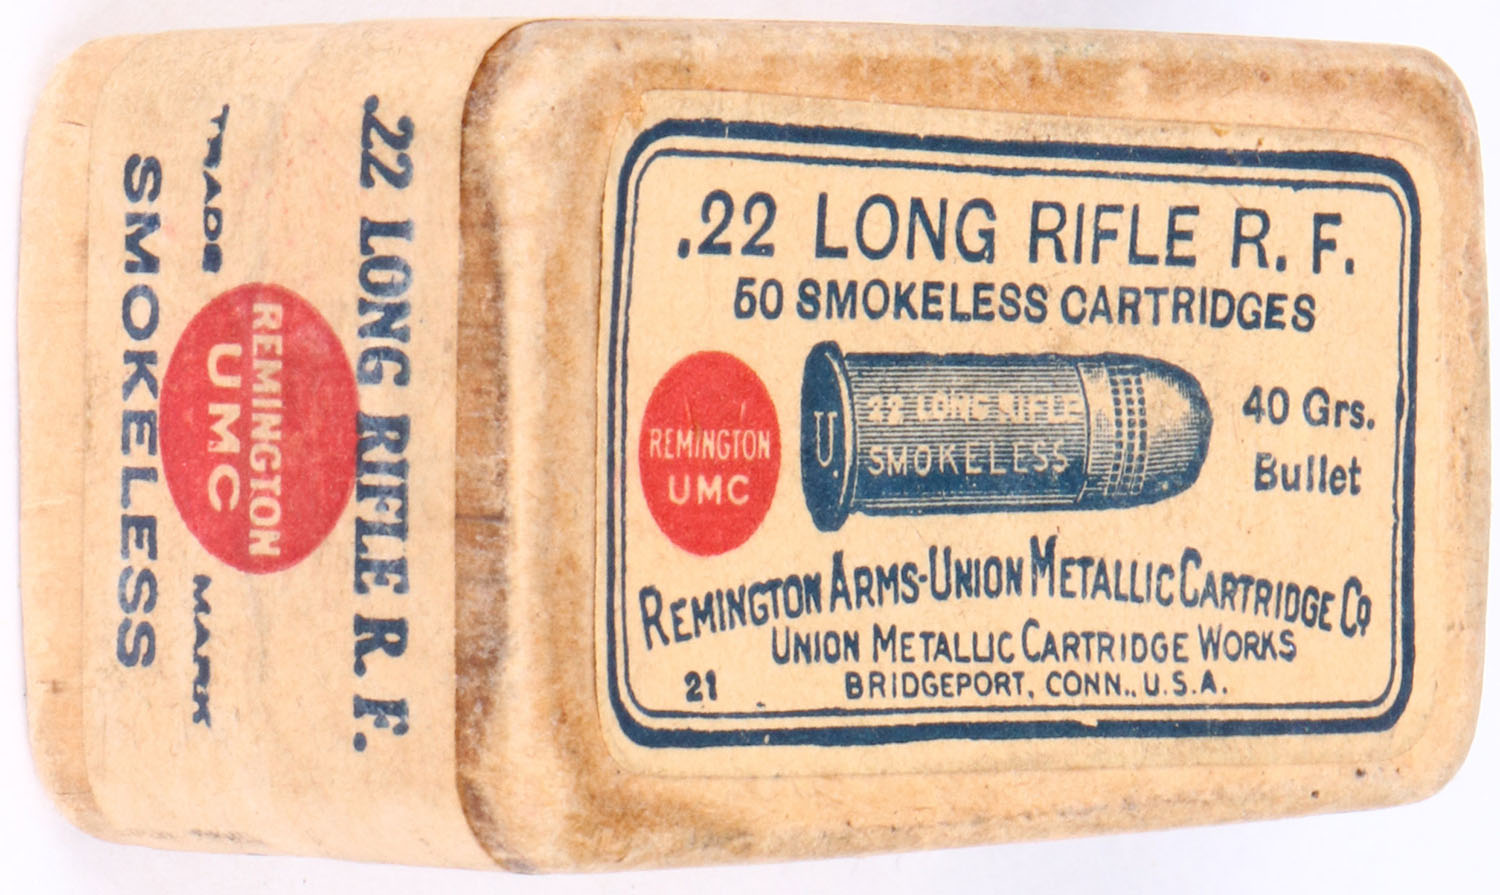 .22 LONG RIFLE R. F.
50 SMOKELESS CARTRIDGES
REMINGTON
UMC
U.
22 LONG RIFLE
SMOKELESS
40 Grs.
Bullet
REMINGTON ARMS-UNION METALLIC CARTRIDGE Co
UNION METALLIC CARTRIDGE WORKS
21
BRIDGEPORT, CONN., U.S.A.
.22 LONG RIFLE R. F.
TRADE MARK
REMINGTON
UMC
SMOKELESS